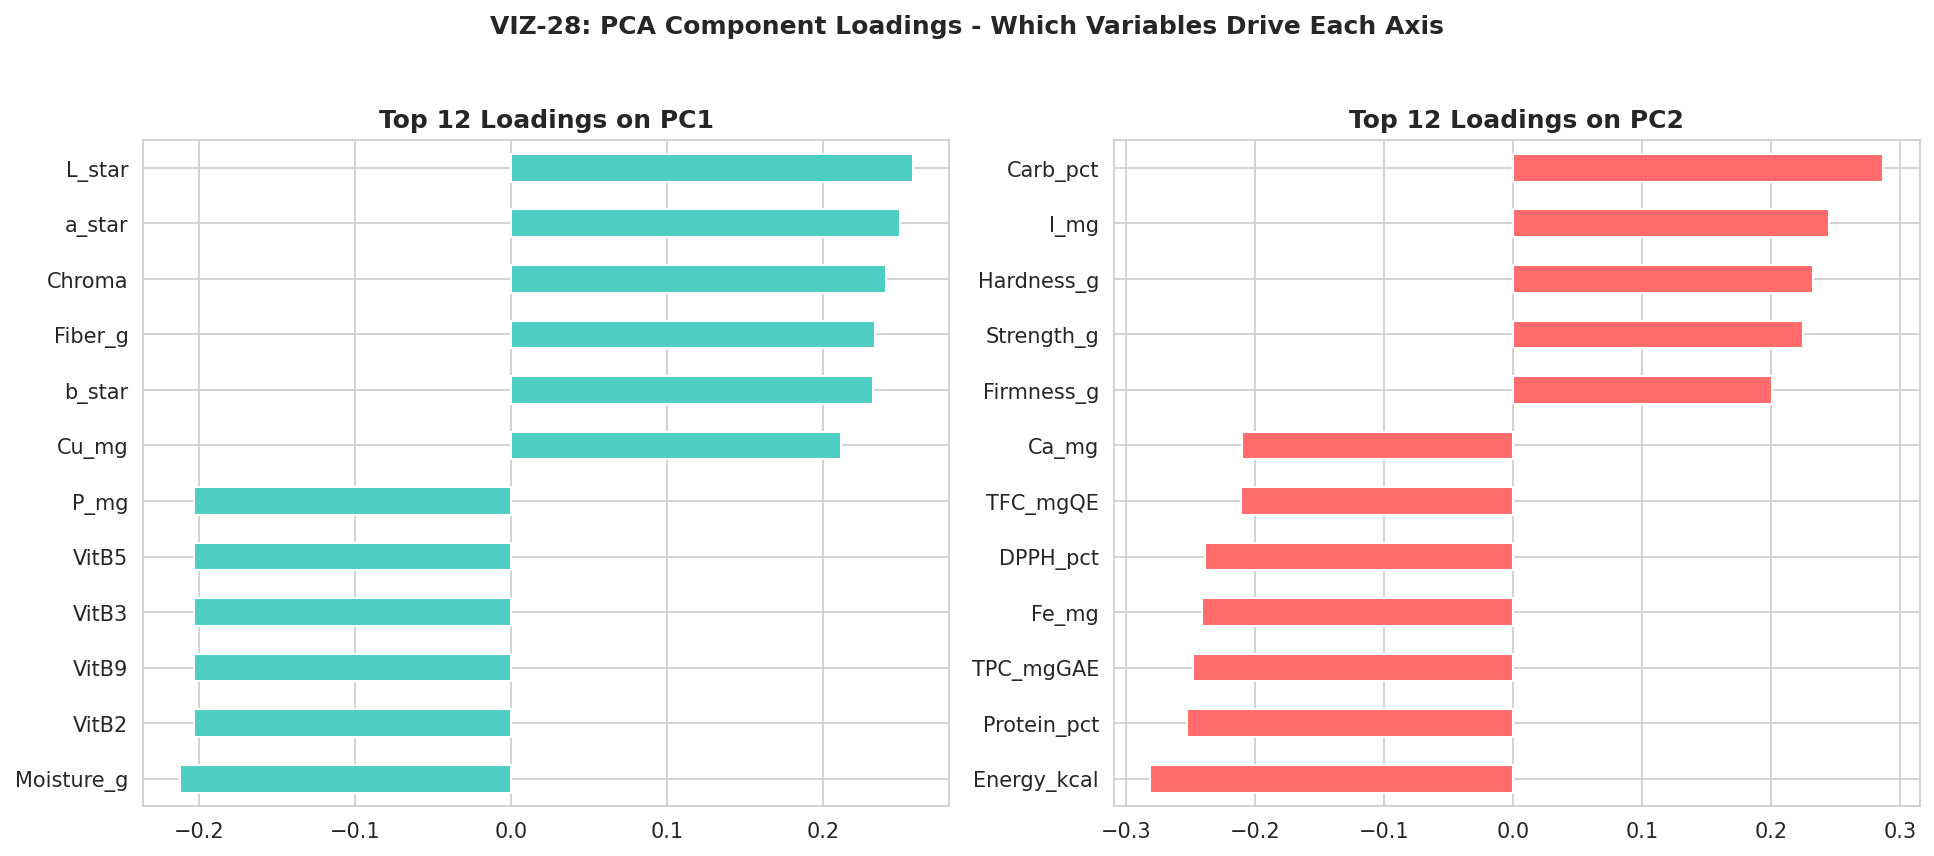 VIZ-28: PCA Component Loadings - Which Variables Drive Each Axis
Top 12 Loadings on PC1
L_star
a_star
Chroma
Fiber_g
b_star
Cu_mg
P_mg
VitB5
VitB3
VitB9
VitB2
Moisture_g
−0.2 −0.1 0.0 0.1 0.2
Top 12 Loadings on PC2
Carb_pct
I_mg
Hardness_g
Strength_g
Firmness_g
Ca_mg
TFC_mgQE
DPPH_pct
Fe_mg
TPC_mgGAE
Protein_pct
Energy_kcal
−0.3 −0.2 −0.1 0.0 0.1 0.2 0.3